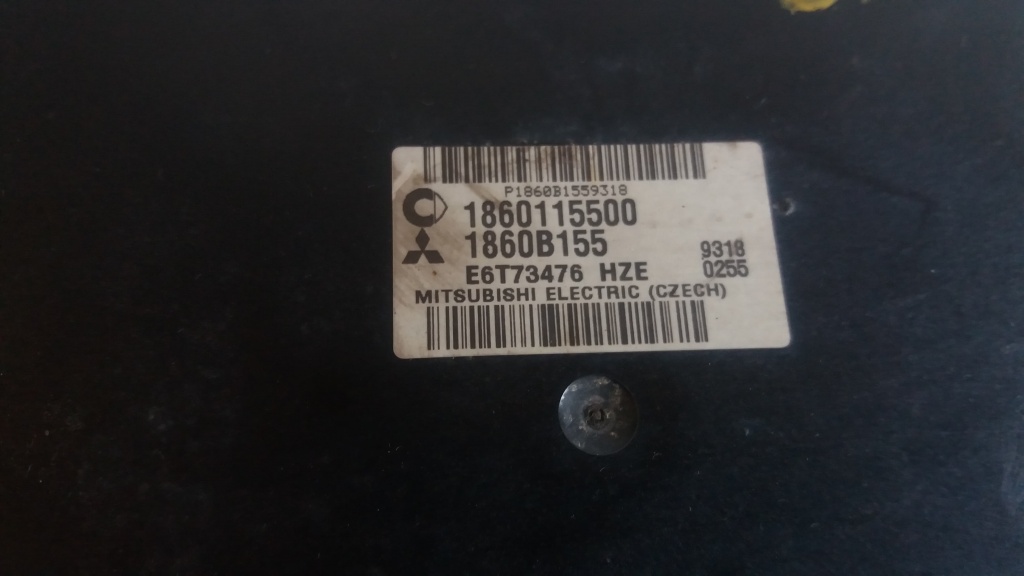 P1860B1559318
1860115500
1860B155
9318
E6T73476 HZE
0255
MITSUBISHI ELECTRIC (CZECH)